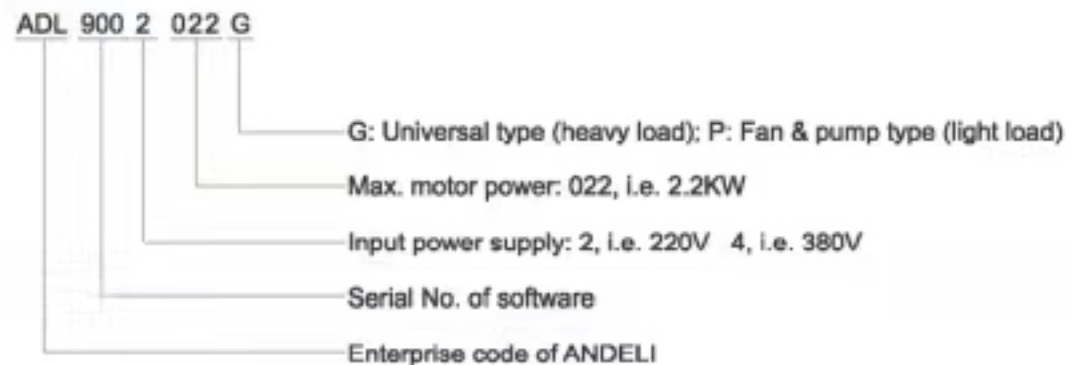 ADL 900 2 022 G
G: Universal type (heavy load); P: Fan & pump type (light load)
Max. motor power: 022, i.e. 2.2KW
Input power supply: 2, i.e. 220V 4, i.e. 380V
Serial No. of software
Enterprise code of ANDELI